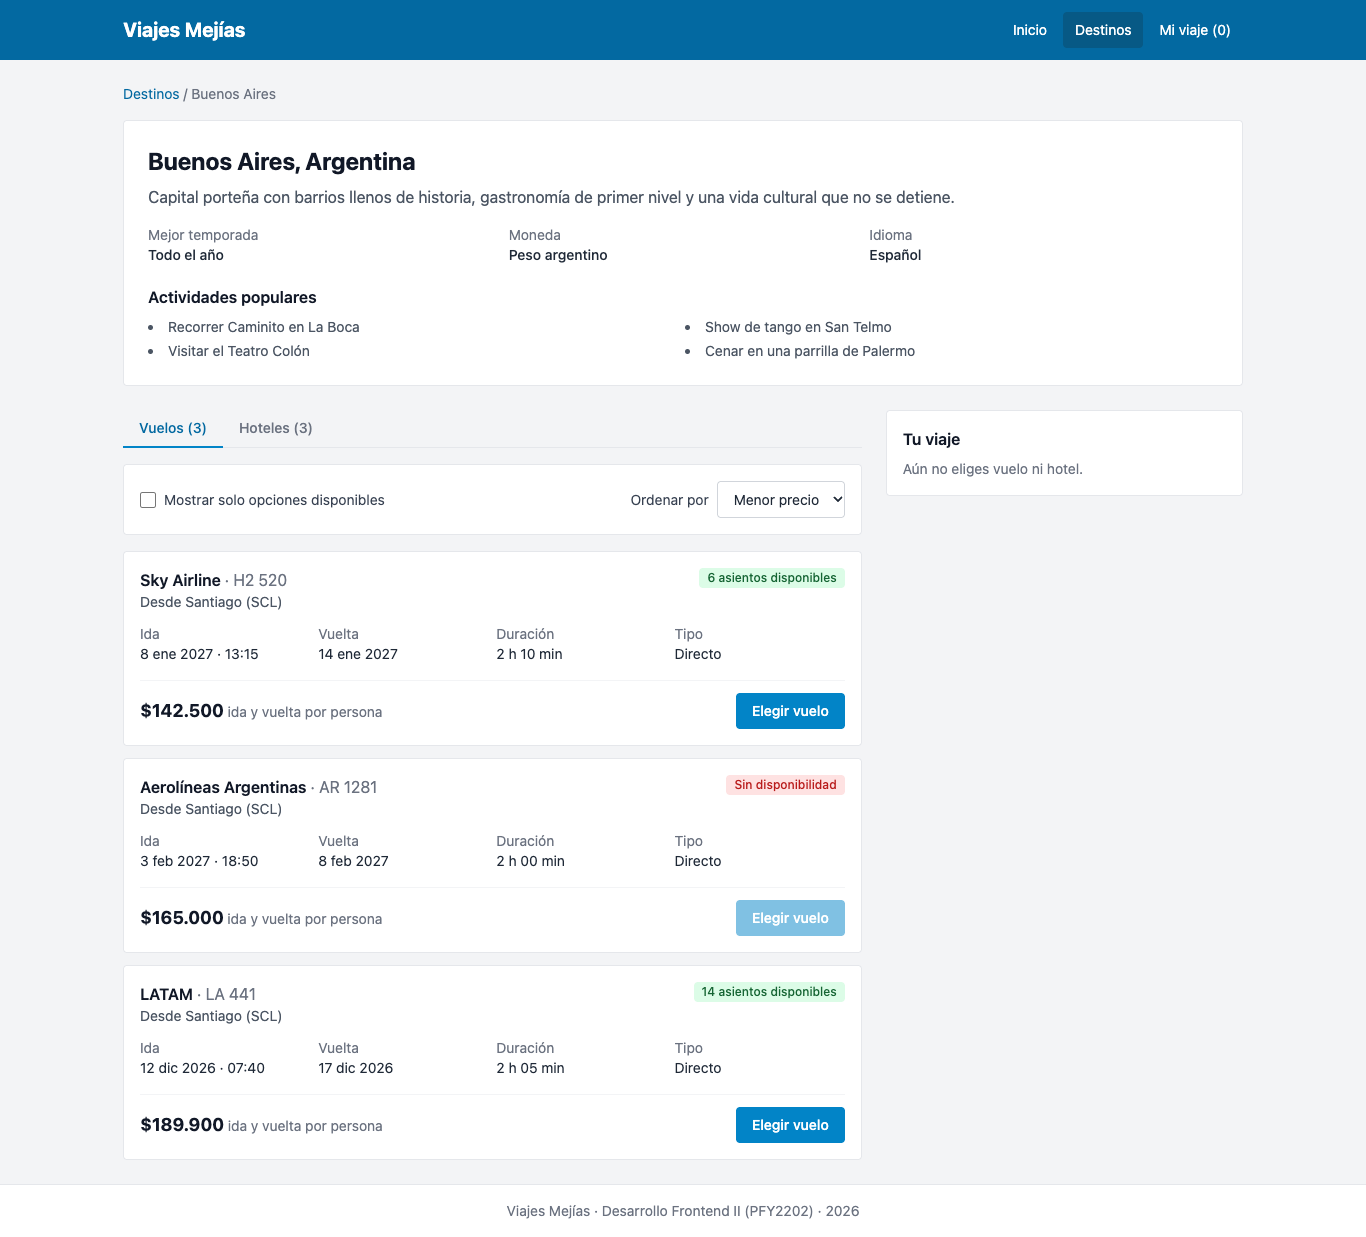 Viajes Mejías
Inicio Destinos Mi viaje (0)
Destinos / Buenos Aires
Buenos Aires, Argentina
Capital porteña con barrios llenos de historia, gastronomía de primer nivel y una vida cultural que no se detiene.
Mejor temporada Moneda Idioma
Todo el año Peso argentino Español
Actividades populares
• Recorrer Caminito en La Boca
• Visitar el Teatro Colón
• Show de tango en San Telmo
• Cenar en una parrilla de Palermo
Vuelos (3) Hoteles (3)
Mostrar solo opciones disponibles Ordenar por Menor precio
Sky Airline · H2 520 6 asientos disponibles
Desde Santiago (SCL)
Ida Vuelta Duración Tipo
8 ene 2027 · 13:15 14 ene 2027 2 h 10 min Directo
$142.500 ida y vuelta por persona Elegir vuelo
Aerolíneas Argentinas · AR 1281 Sin disponibilidad
Desde Santiago (SCL)
Ida Vuelta Duración Tipo
3 feb 2027 · 18:50 8 feb 2027 2 h 00 min Directo
$165.000 ida y vuelta por persona Elegir vuelo
LATAM · LA 441 14 asientos disponibles
Desde Santiago (SCL)
Ida Vuelta Duración Tipo
12 dic 2026 · 07:40 17 dic 2026 2 h 05 min Directo
$189.900 ida y vuelta por persona Elegir vuelo
Tu viaje
Aún no eliges vuelo ni hotel.
Viajes Mejías · Desarrollo Frontend II (PFY2202) · 2026